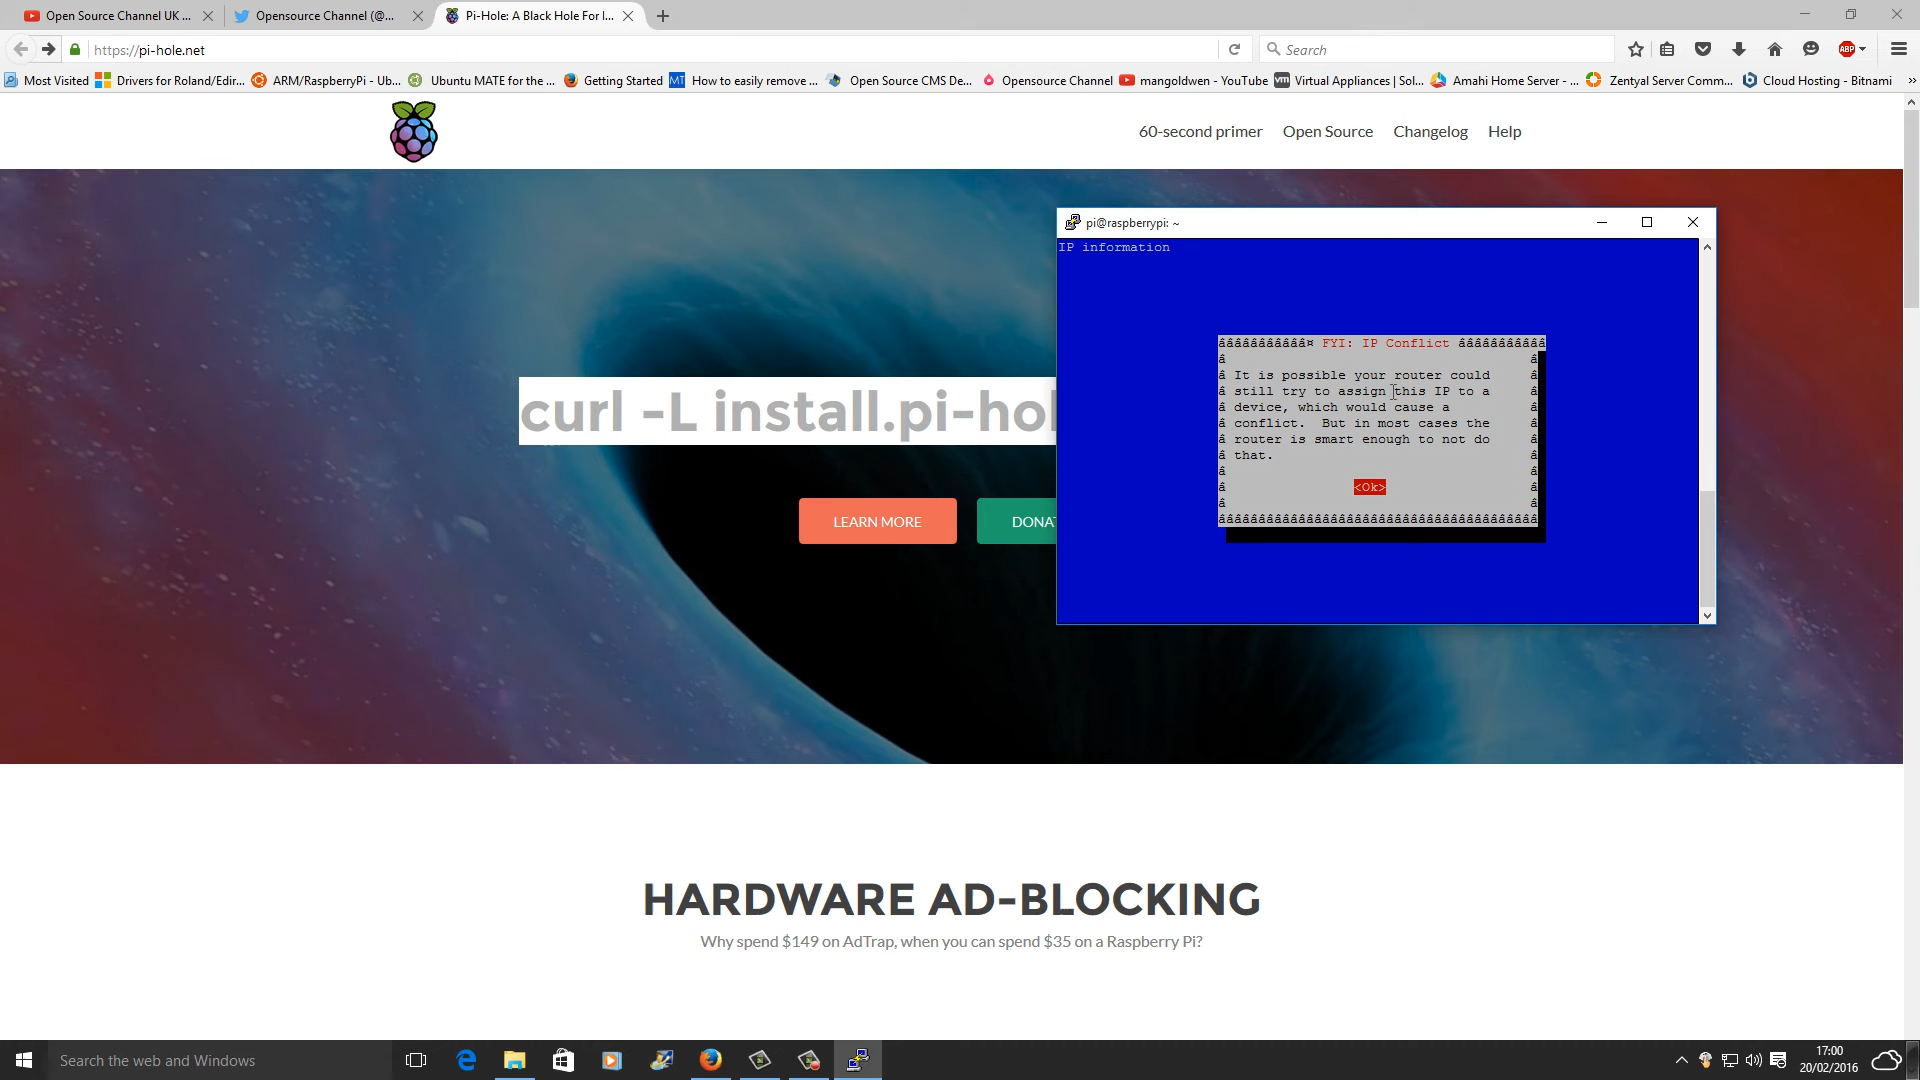 Open Source Channel UK ...
Opensource Channel (@...
Pi-Hole: A Black Hole For I...
https://pi-hole.net
Search
ABP
Most Visited
Drivers for Roland/Edir...
ARM/RaspberryPi - Ub...
Ubuntu MATE for the ...
Getting Started
MT
How to easily remove ...
Open Source CMS De...
Opensource Channel
mangoldwen - YouTube
vm
Virtual Appliances | Sol...
Amahi Home Server - ...
Zentyal Server Comm...
Cloud Hosting - Bitnami
60-second primer
Open Source
Changelog
Help
pi@raspberrypi: ~
IP information
âââââââââââ¤ FYI: IP Conflict âââââââââââ
â â
â It is possible your router could â
â still try to assign this IP to a â
â device, which would cause a â
â conflict.  But in most cases the â
â router is smart enough to not do â
â that. â
â â
â <Ok> â
â â
ââââââââââââââââââââââââââââââââââââââââ
curl -L install.pi-hol
LEARN MORE
DONAT
HARDWARE AD-BLOCKING
Why spend $149 on AdTrap, when you can spend $35 on a Raspberry Pi?
Search the web and Windows
17:00
20/02/2016